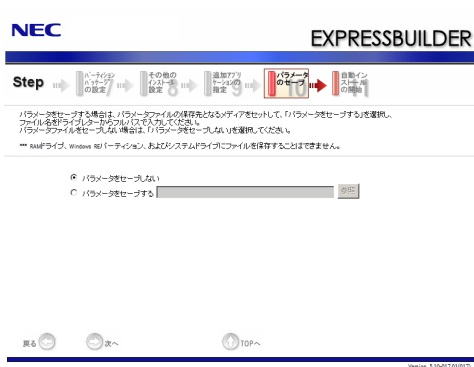 NEC
EXPRESSBUILDER
Step
パーティション/パッケージの設定 7
その他のインストール設定 8
追加アプリケーションの指定 9
パラメータのセーブ 10
自動インストールの開始 11
パラメータをセーブする場合は、パラメータファイルの保存先となるメディアをセットして、「パラメータをセーブする」を選択し、
ファイル名をドライブレターからフルパスで入力してください。
パラメータファイルをセーブしない場合は、「パラメータをセーブしない」を選択してください。
*** RAMドライブ、Windows REパーティション、およびシステムドライブにファイルを保存することはできません。
パラメータをセーブしない
パラメータをセーブする
参照
戻る
次へ
TOPへ
Version 5.10-017.01(017)